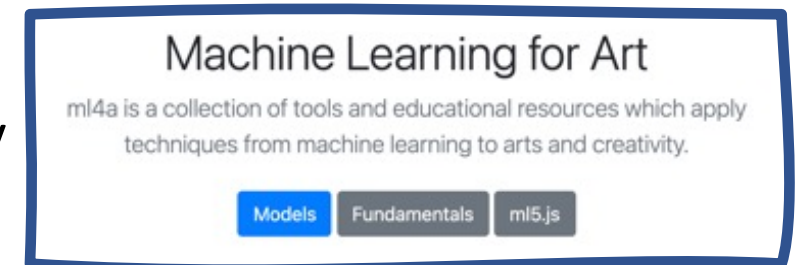 Machine Learning for Art
ml4a is a collection of tools and educational resources which apply
techniques from machine learning to arts and creativity.
Models Fundamentals ml5.js